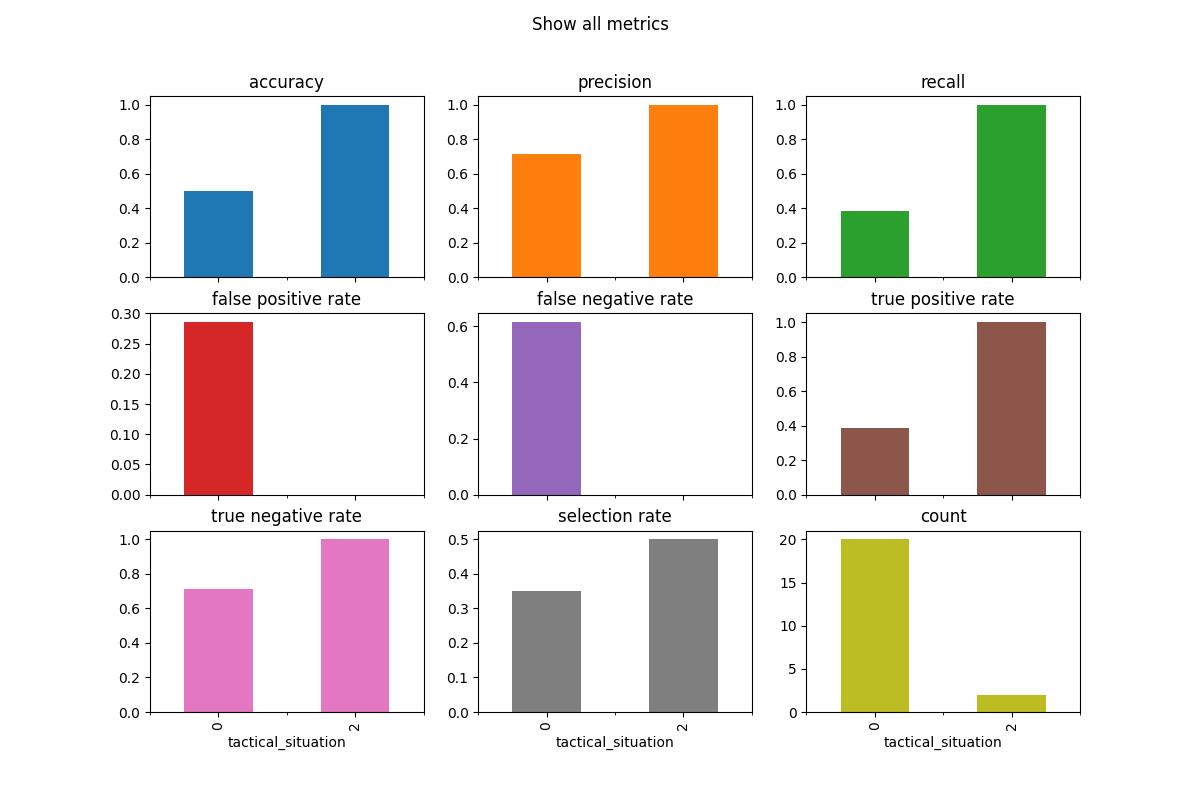 Show all metrics
accuracy precision recall
1.0 1.0 1.0
0.8 0.8 0.8
0.6 0.6 0.6
0.4 0.4 0.4
0.2 0.2 0.2
0.0 0.0 0.0
false positive rate false negative rate true positive rate
0.30
0.25
0.20
0.15
0.10
0.05
0.00
0.6
0.4
0.2
0.0
1.0
0.8
0.6
0.4
0.2
0.0
true negative rate selection rate count
1.0
0.8
0.6
0.4
0.2
0.0
0.5
0.4
0.3
0.2
0.1
0.0
20
15
10
5
0
0 2 0 2 0 2
tactical_situation tactical_situation tactical_situation